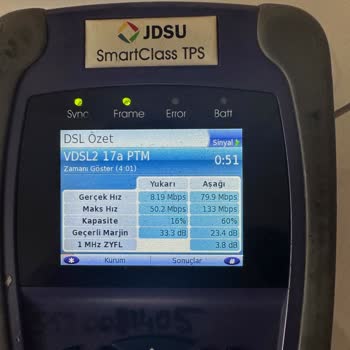 JDSU
SmartClass TPS
Sync Frame Error Batt
DSL Özet
Sinyal
VDSL2 17a PTM 0:51
Zamanı Göster (4:01)
Yukarı Aşağı
Gerçek Hız 8.19 Mbps 79.9 Mbps
Maks Hız 50.2 Mbps 133 Mbps
Kapasite 16% 60%
Geçerli Marjin 33.3 dB 23.4 dB
1 MHz ZYFL 3.8 dB
Kurum Sonuçlar